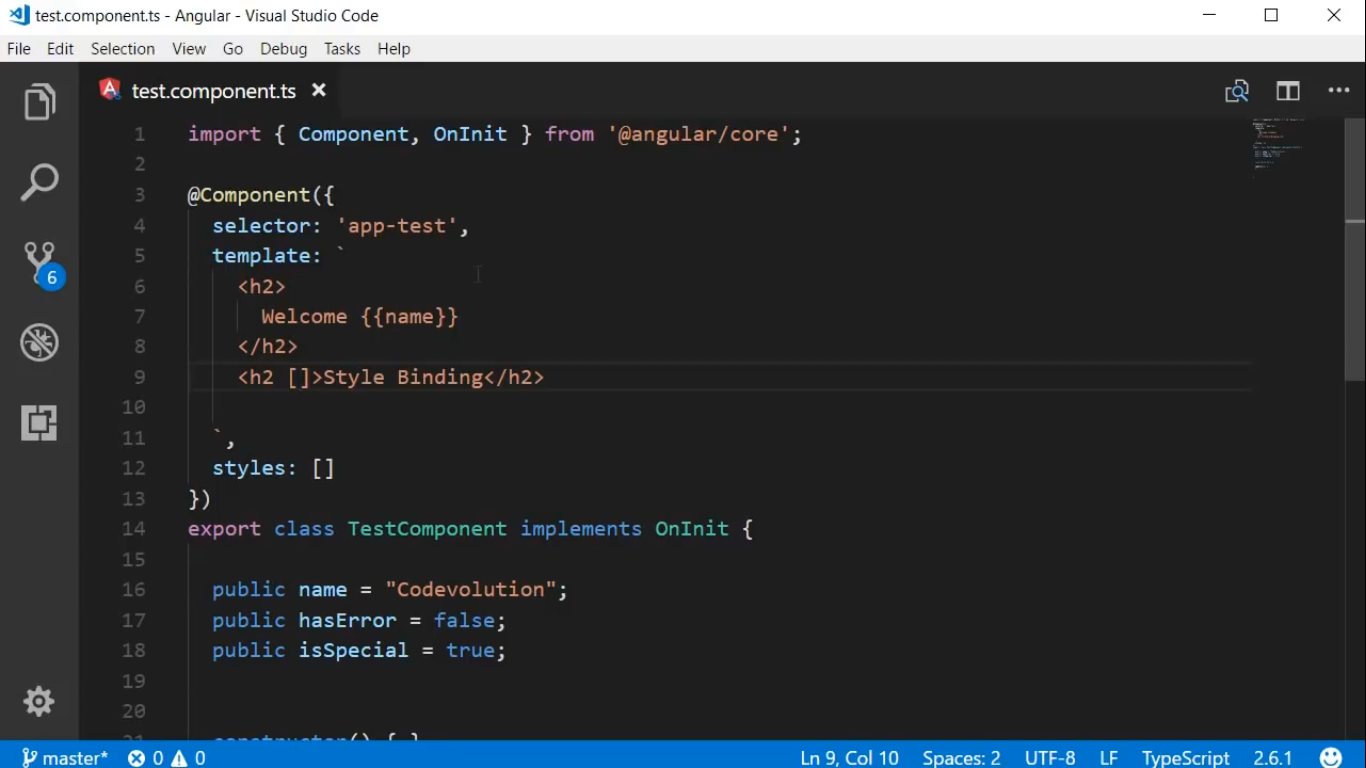 test.component.ts - Angular - Visual Studio Code
File Edit Selection View Go Debug Tasks Help
test.component.ts
1 import { Component, OnInit } from '@angular/core';
2
3 @Component({
4 selector: 'app-test',
5 template: `
6 <h2>
7 Welcome {{name}}
8 </h2>
9 <h2 []>Style Binding</h2>
10
11 `,
12 styles: []
13 })
14 export class TestComponent implements OnInit {
15
16 public name = "Codevolution";
17 public hasError = false;
18 public isSpecial = true;
19
20
21 constructor() { }
6
master* 0 0 Ln 9, Col 10 Spaces: 2 UTF-8 LF TypeScript 2.6.1